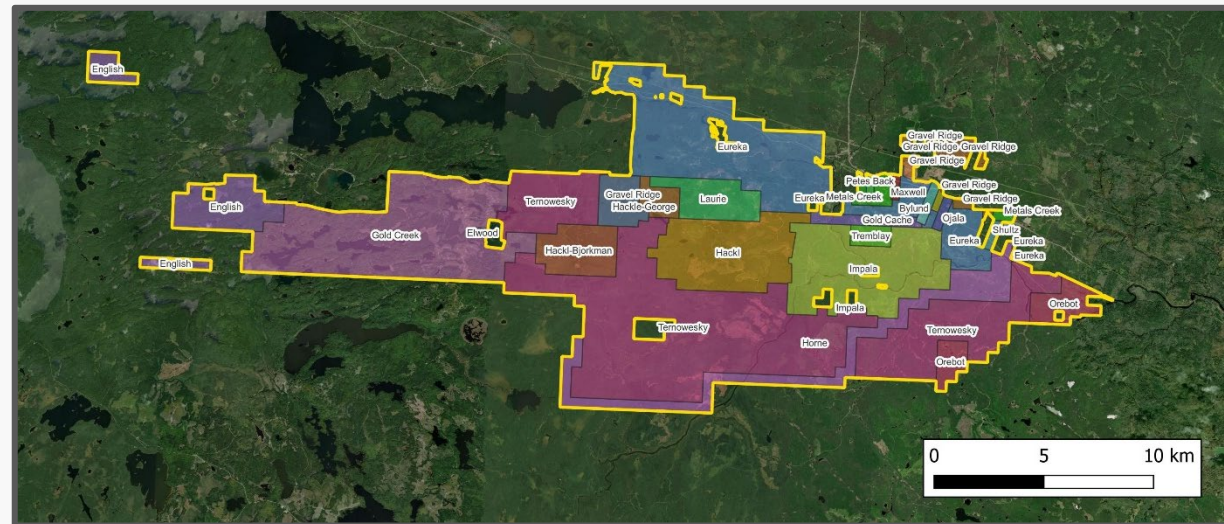 English
Eureka
Gravel Ridge
Gravel Ridge Gravel Ridge
Gravel Ridge
Petes Back
Gravel Ridge
English
Ternowesky
Gravel Ridge
Laurie
Eureka
Metals Creek
Maxwell
Gravel Ridge
Hackle-George
Bylund
Metals Creek
Gold Cache
Ojala
Gold Creek
Elwood
Tremblay
Shultz
Eureka
Eureka
Hackl-Bjorkman
Hackl
Eureka
English
Impala
Impala
Orebot
Ternowesky
Ternowesky
Horne
Orebot
0 5 10 km